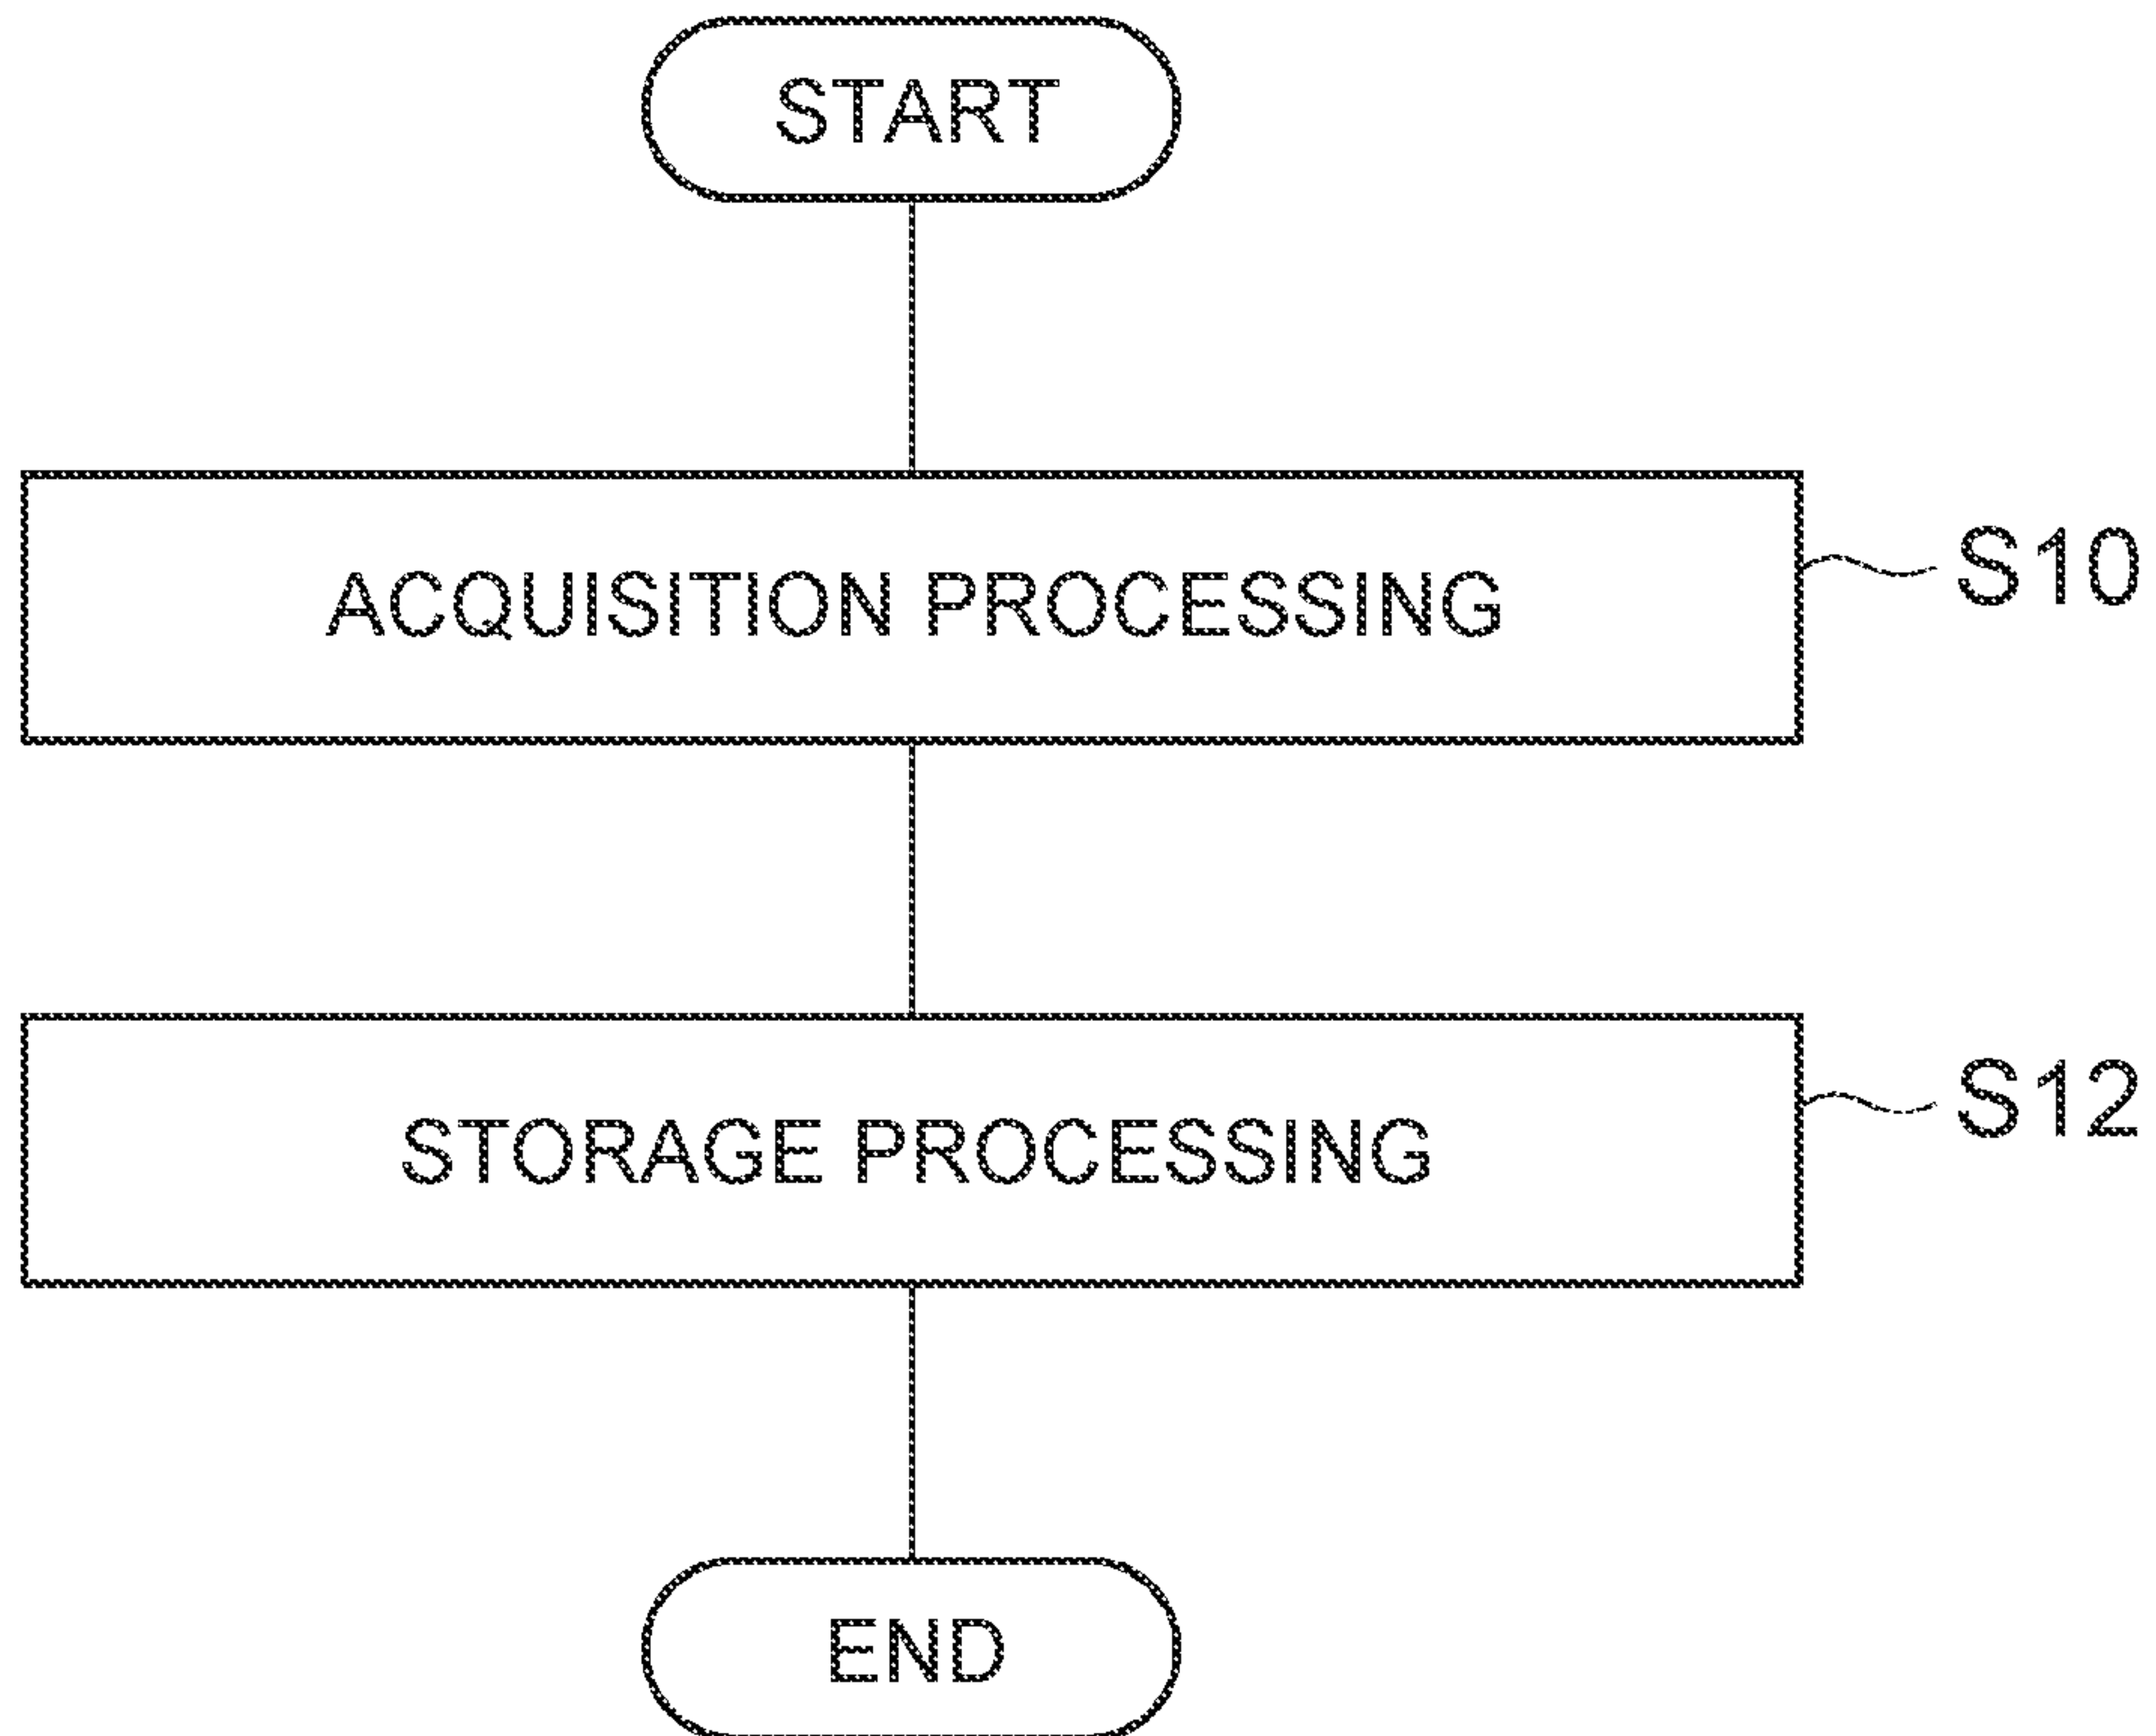 START
ACQUISITION PROCESSING
S10
STORAGE PROCESSING
S12
END